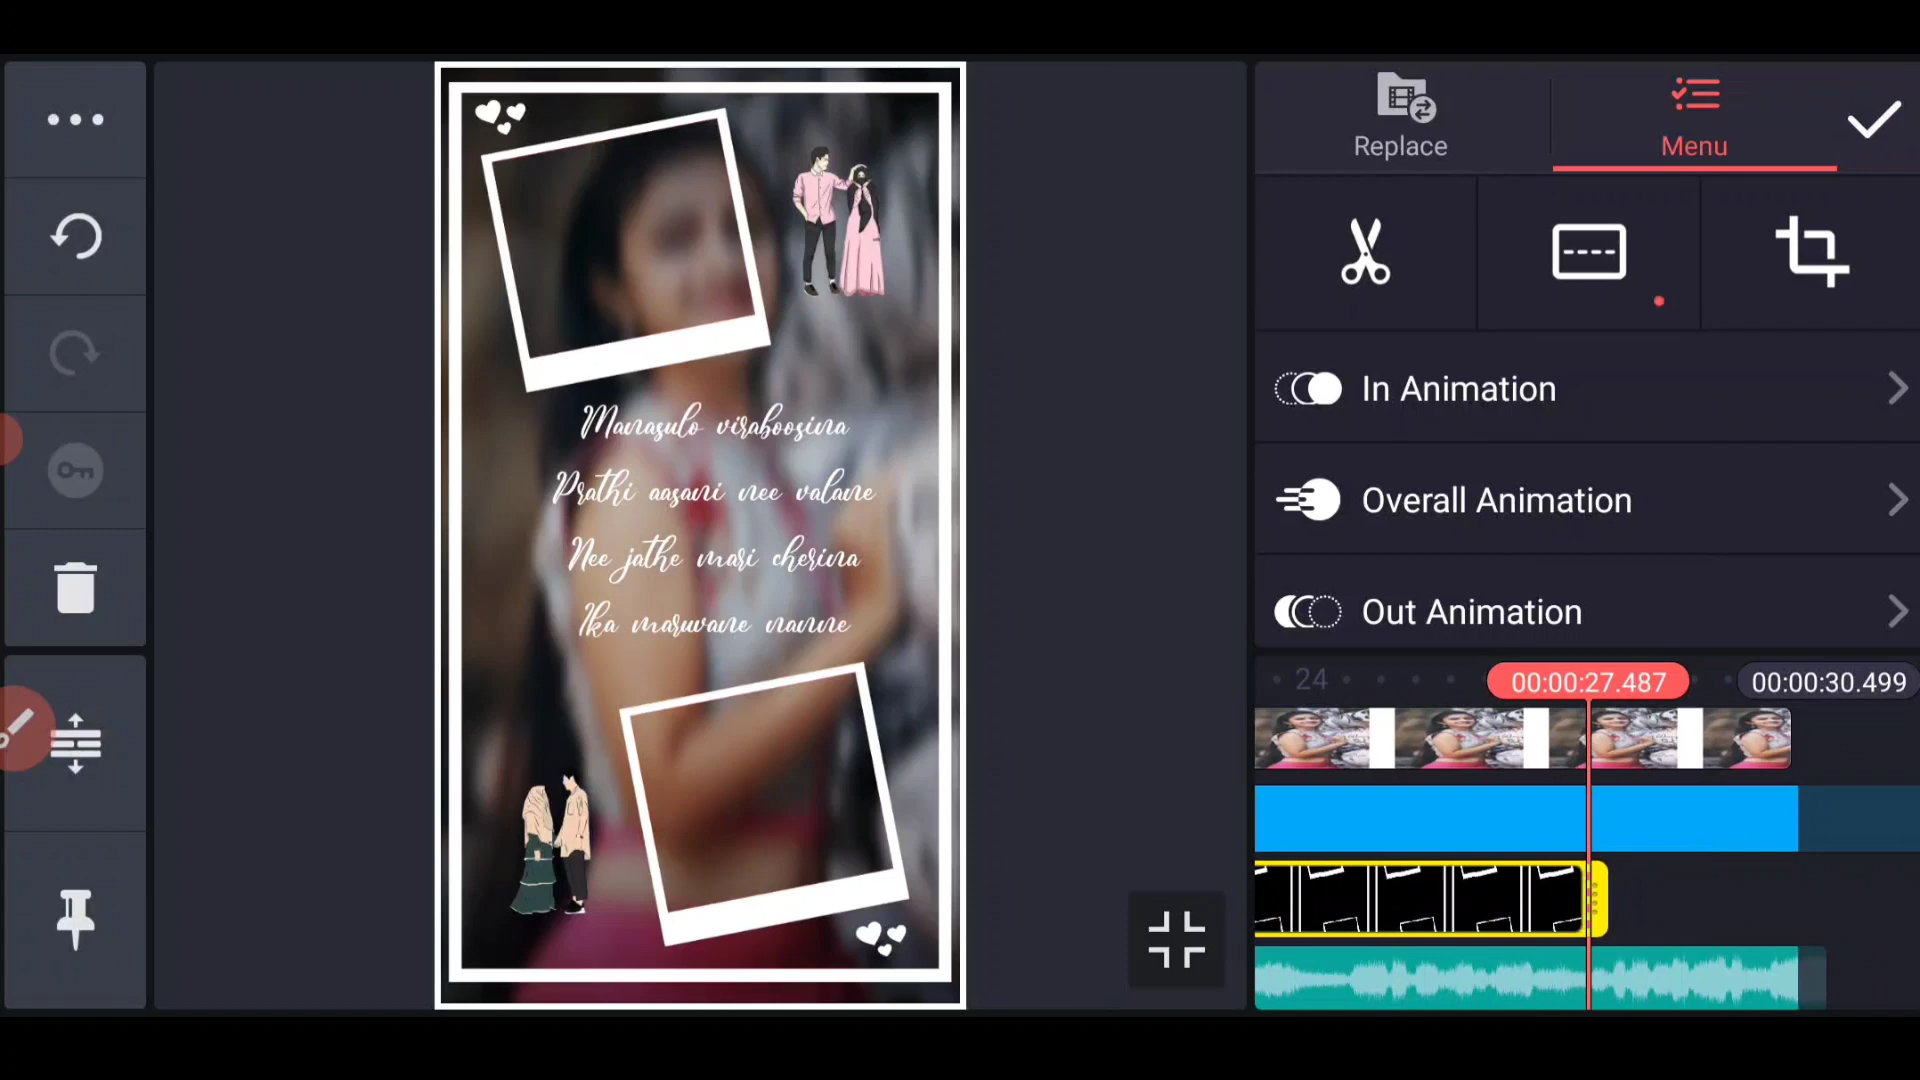 Replace
Menu
Manasulo viraboosina
Prathi aasani nee valane
Nee jathe mari cherina
Ika maruvane nanne
In Animation
Overall Animation
Out Animation
24
00:00:27.487
00:00:30.499